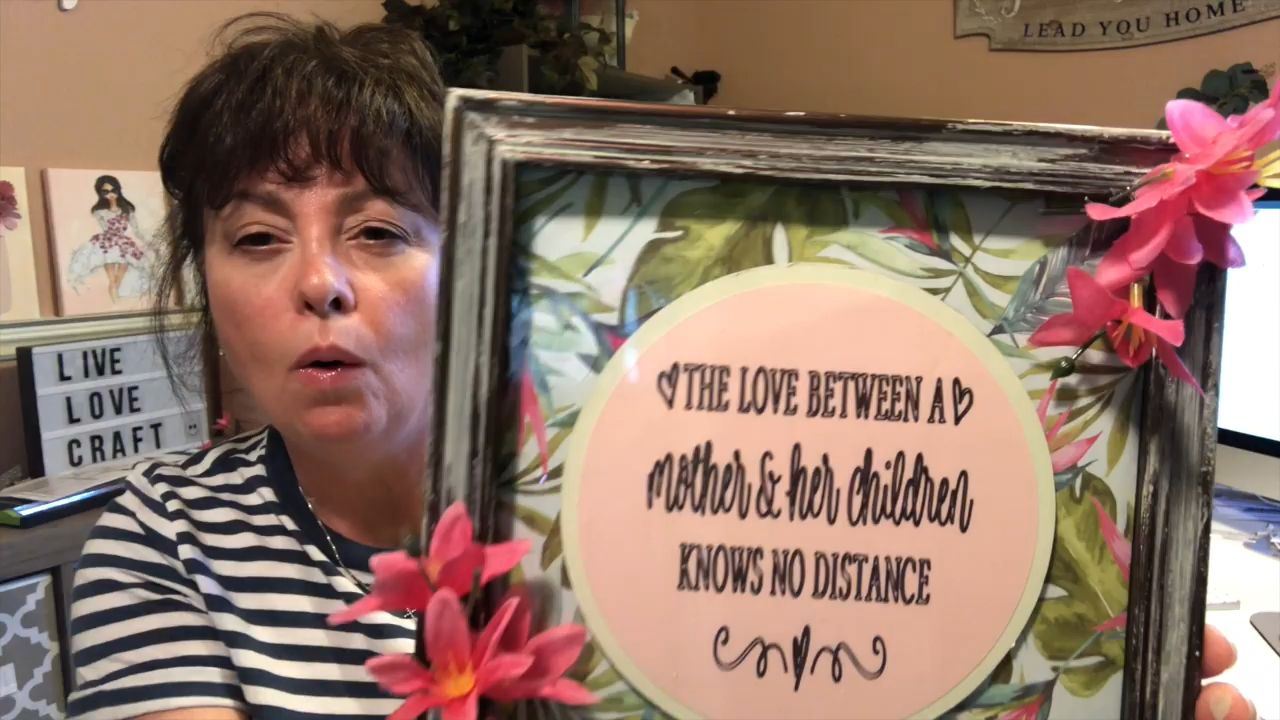 LEAD YOU HOME
LIVE
LOVE
CRAFT
THE LOVE BETWEEN A
mother & her children
KNOWS NO DISTANCE